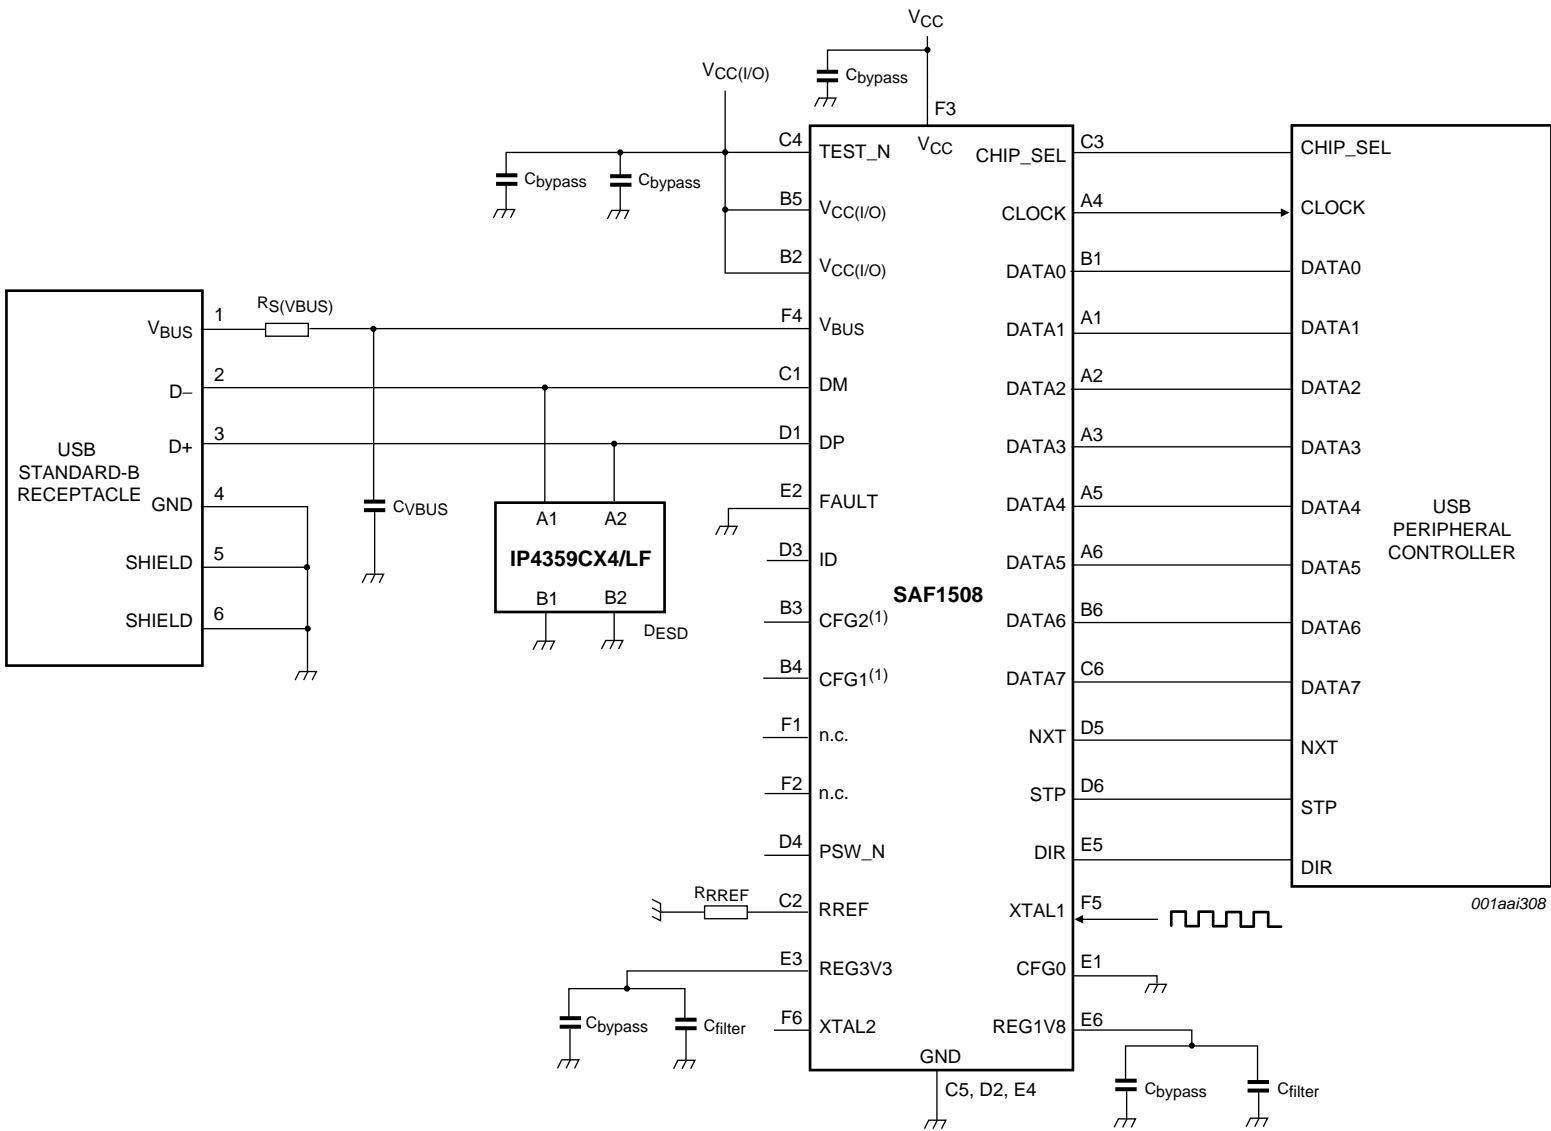 VCC
VCC(I/O)
Cbypass
F3
C4
TEST_N
VCC
CHIP_SEL
C3
CHIP_SEL
Cbypass
Cbypass
B5
VCC(I/O)
CLOCK
A4
CLOCK
B2
VCC(I/O)
DATA0
B1
DATA0
RS(VBUS)
VBUS
1
F4
VBUS
DATA1
A1
DATA1
D–
2
C1
DM
DATA2
A2
DATA2
D+
3
D1
DP
DATA3
A3
DATA3
USB
STANDARD-B
RECEPTACLE
GND
4
CVBUS
A1
A2
E2
FAULT
DATA4
A5
DATA4
USB
PERIPHERAL
CONTROLLER
SHIELD
5
IP4359CX4/LF
D3
ID
DATA5
A6
DATA5
SAF1508
SHIELD
6
B1
B2
DESD
B3
CFG2(1)
DATA6
B6
DATA6
B4
CFG1(1)
DATA7
C6
DATA7
F1
n.c.
NXT
D5
NXT
F2
n.c.
STP
D6
STP
D4
PSW_N
DIR
E5
DIR
RRREF
C2
RREF
XTAL1
F5
001aai308
E3
REG3V3
CFG0
E1
Cbypass
Cfilter
F6
XTAL2
REG1V8
E6
GND
C5, D2, E4
Cbypass
Cfilter